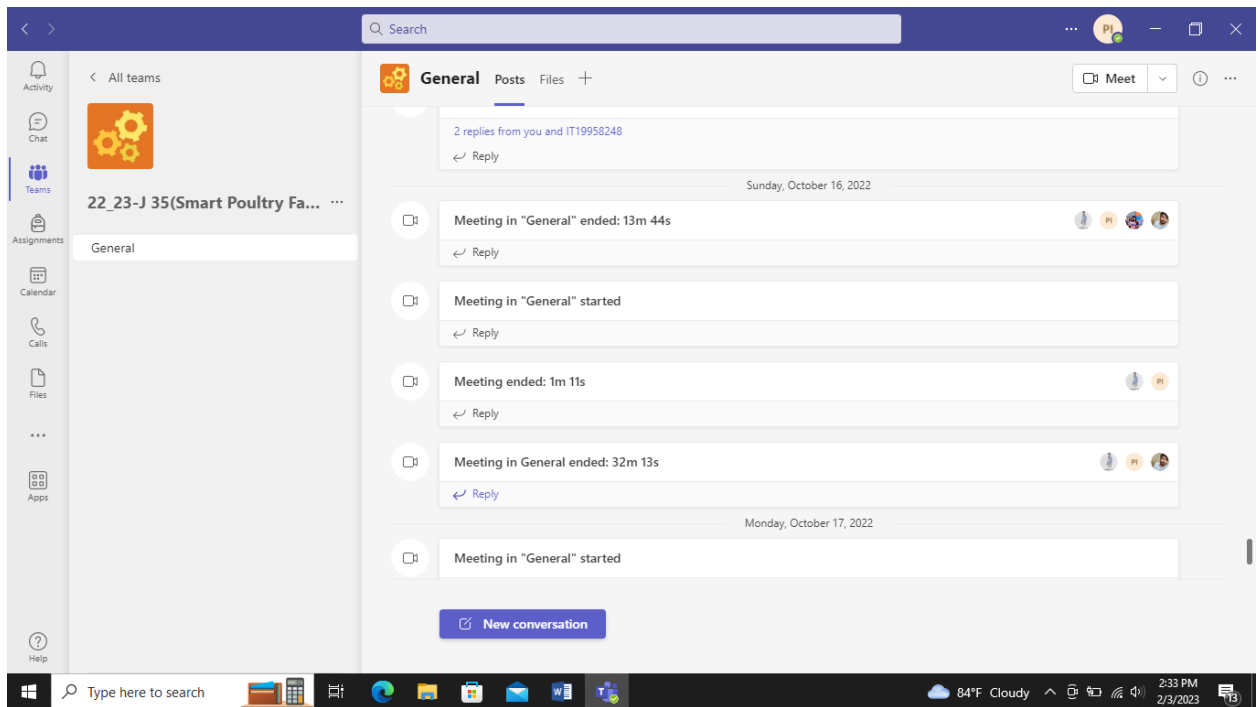 Search
PI
Activity
Chat
Teams
Assignments
Calendar
Calls
Files
Apps
Help
All teams
22_23-J 35(Smart Poultry Fa...
General
General Posts Files
Meet
2 replies from you and IT19958248
Reply
Sunday, October 16, 2022
Meeting in "General" ended: 13m 44s
PI
Reply
Meeting in "General" started
Reply
Meeting ended: 1m 11s
PI
Reply
Meeting in General ended: 32m 13s
PI
Reply
Monday, October 17, 2022
Meeting in "General" started
New conversation
Type here to search
84°F Cloudy
2:33 PM
2/3/2023
13